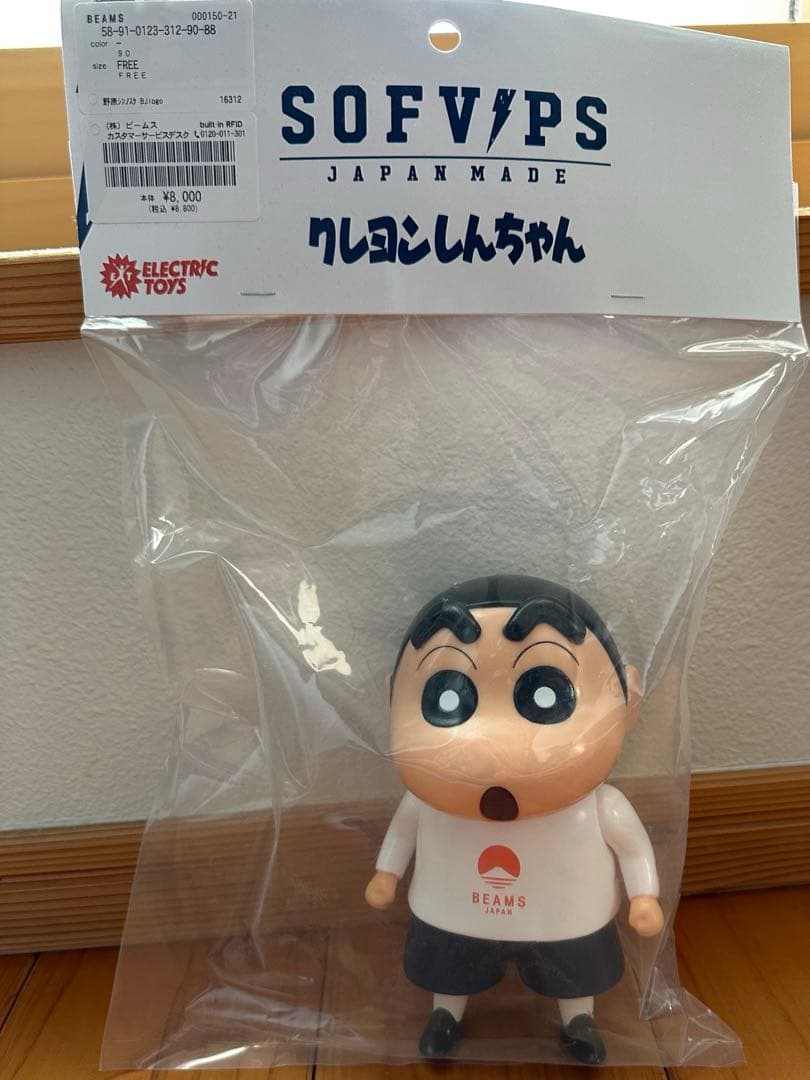 BEAMS 000150-21
58-91-0123-312-90-88
color -
90
size FREE
FREE
野原シンノスケ BJlogo 16312
(株) ビームス built-in RFID
カスタマーサービスデスク 0120-011-301
本体 ¥8,000
(税込 ¥8,800)
SOFVIPS
JAPAN MADE
クレヨンしんちゃん
EXT ELECTRIC
TOYS
BEAMS
JAPAN